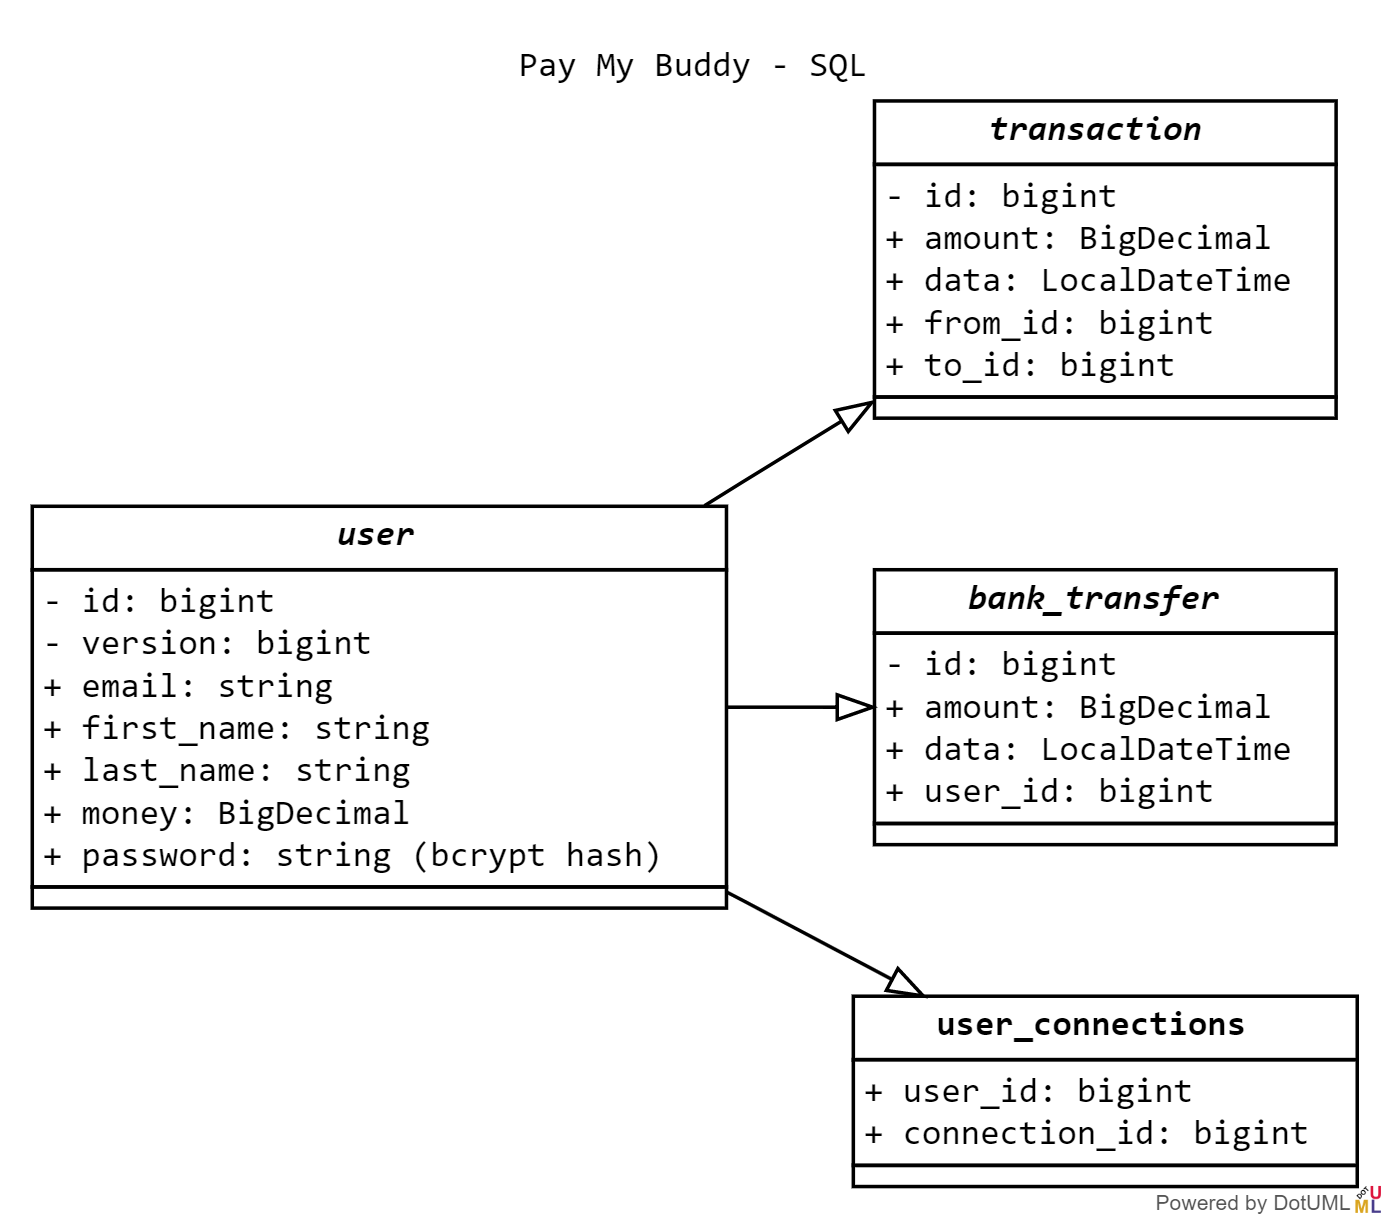 Pay My Buddy - SQL
transaction
- id: bigint
+ amount: BigDecimal
+ data: LocalDateTime
+ from_id: bigint
+ to_id: bigint
user
- id: bigint
- version: bigint
+ email: string
+ first_name: string
+ last_name: string
+ money: BigDecimal
+ password: string (bcrypt hash)
bank_transfer
- id: bigint
+ amount: BigDecimal
+ data: LocalDateTime
+ user_id: bigint
user_connections
+ user_id: bigint
+ connection_id: bigint
Powered by DotUML
DOT
UML